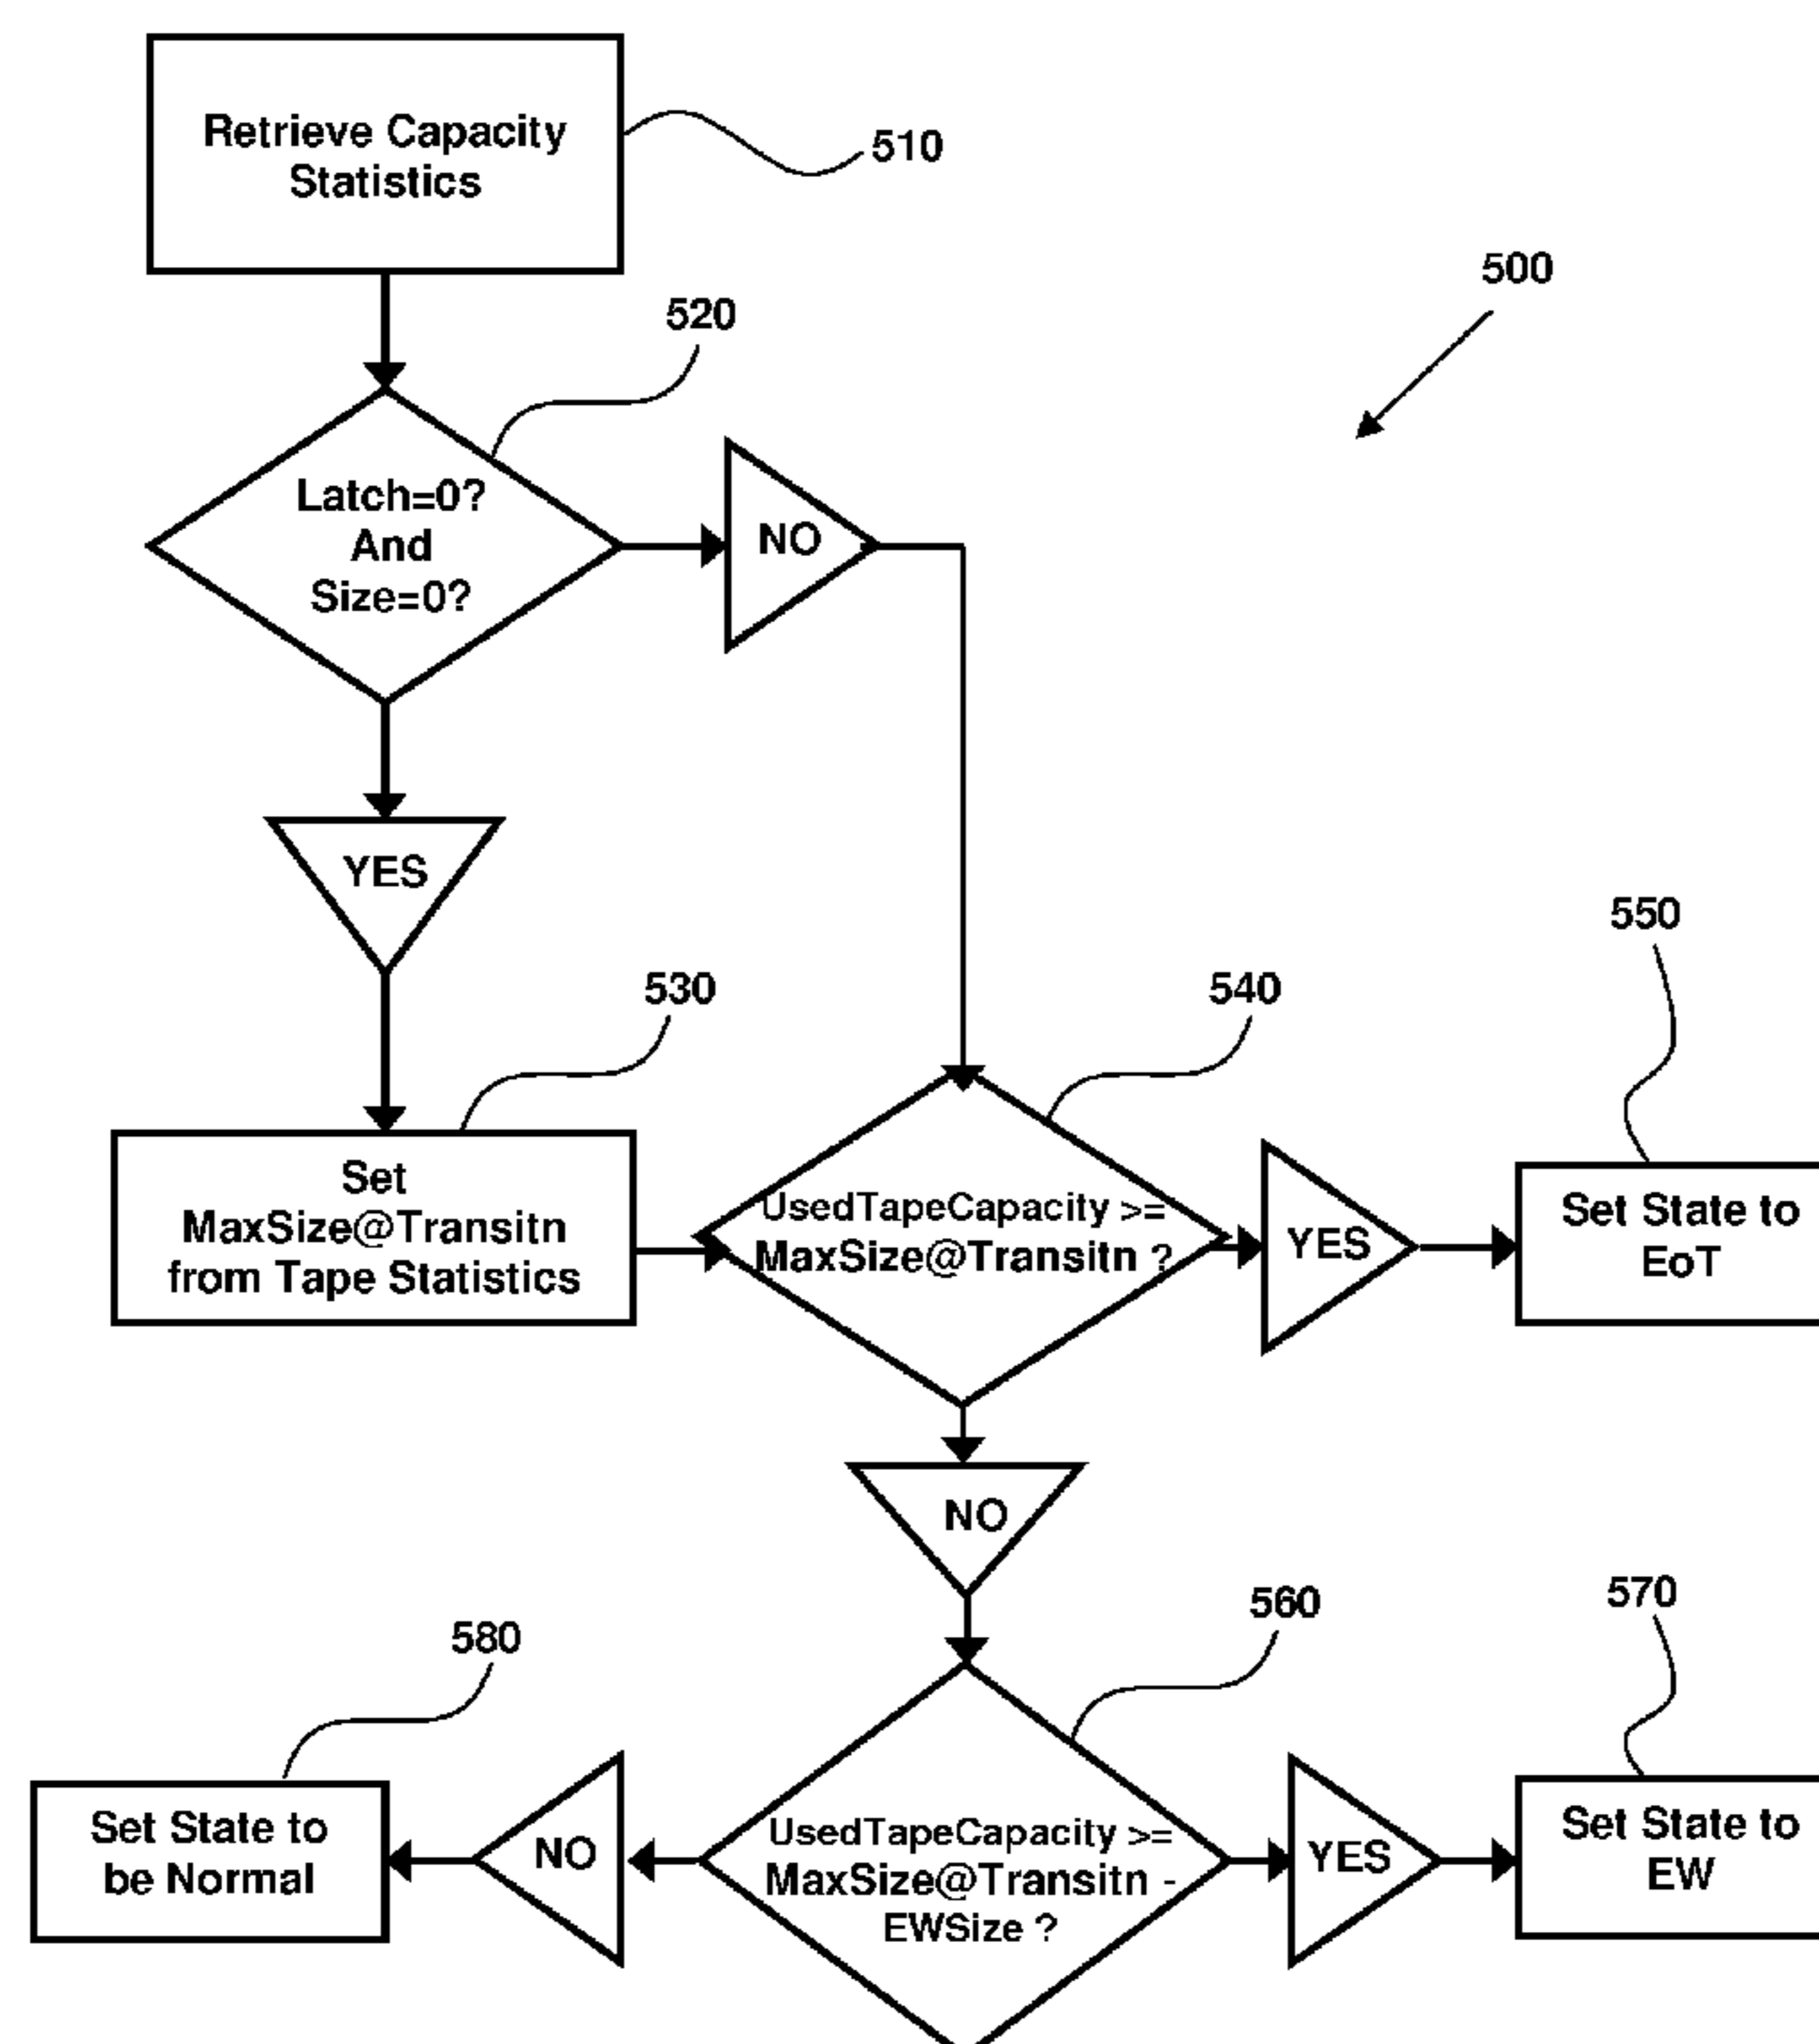 Retrieve Capacity
Statistics
510
500
520
Latch=0?
And
Size=0?
NO
YES
530
Set
MaxSize@Transitn
from Tape Statistics
540
UsedTapeCapacity >=
MaxSize@Transitn ?
YES
550
Set State to
EoT
NO
560
UsedTapeCapacity >=
MaxSize@Transitn -
EWSize ?
YES
570
Set State to
EW
NO
580
Set State to
be Normal